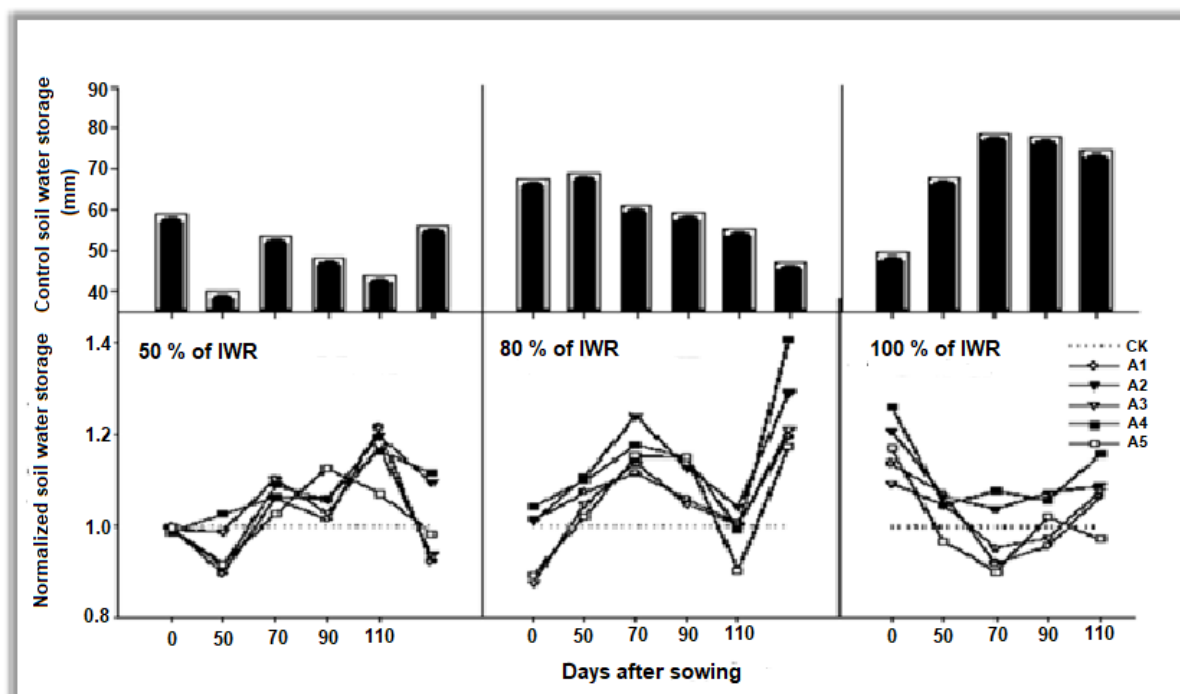 Control soil water storage
(mm)
90
80
70
60
50
40
Normalized soil water storage
1.4
1.2
1.0
0.8
50 % of IWR
80 % of IWR
100 % of IWR
CK
A1
A2
A3
A4
A5
0 50 70 90 110
0 50 70 90 110
0 50 70 90 110
Days after sowing